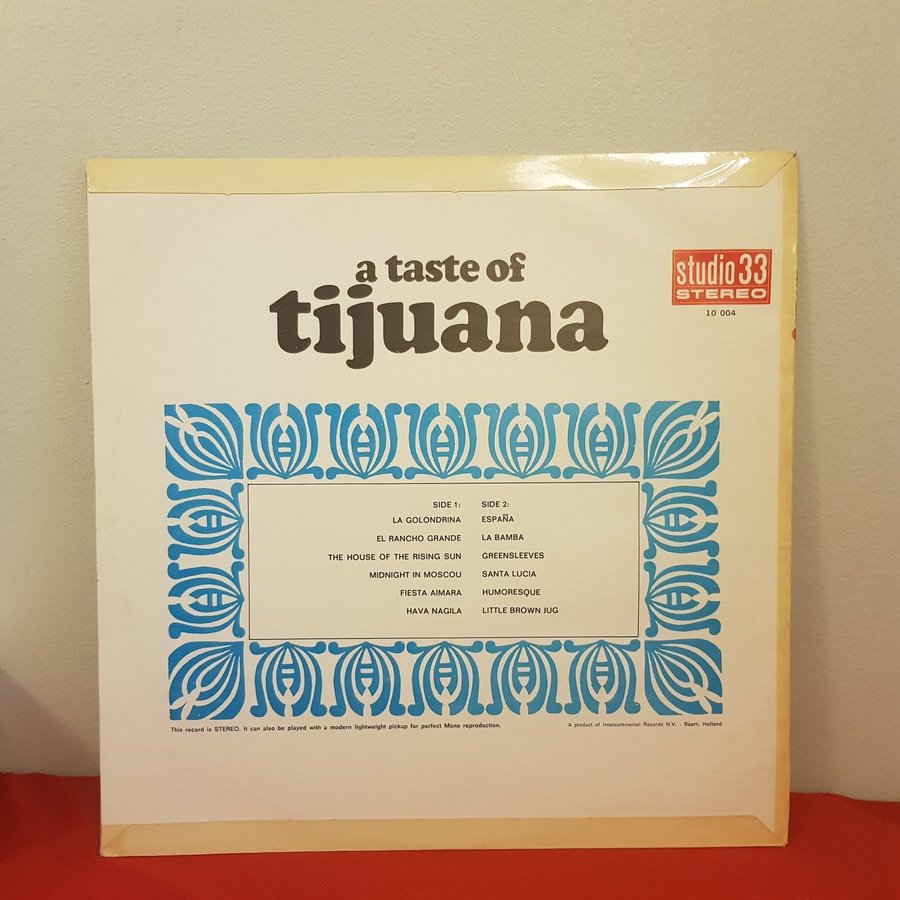 a taste of
tijuana
studio 33
STEREO
10 004
SIDE 1:
LA GOLONDRINA
EL RANCHO GRANDE
THE HOUSE OF THE RISING SUN
MIDNIGHT IN MOSCOU
FIESTA AIMARA
HAVA NAGILA
SIDE 2:
ESPAÑA
LA BAMBA
GREENSLEEVES
SANTA LUCIA
HUMORESQUE
LITTLE BROWN JUG
This record is STEREO. It can also be played with a modern lightweight pickup for perfect Mono reproduction.
A product of Intercontinental Records N.V. - Baarn, Holland.